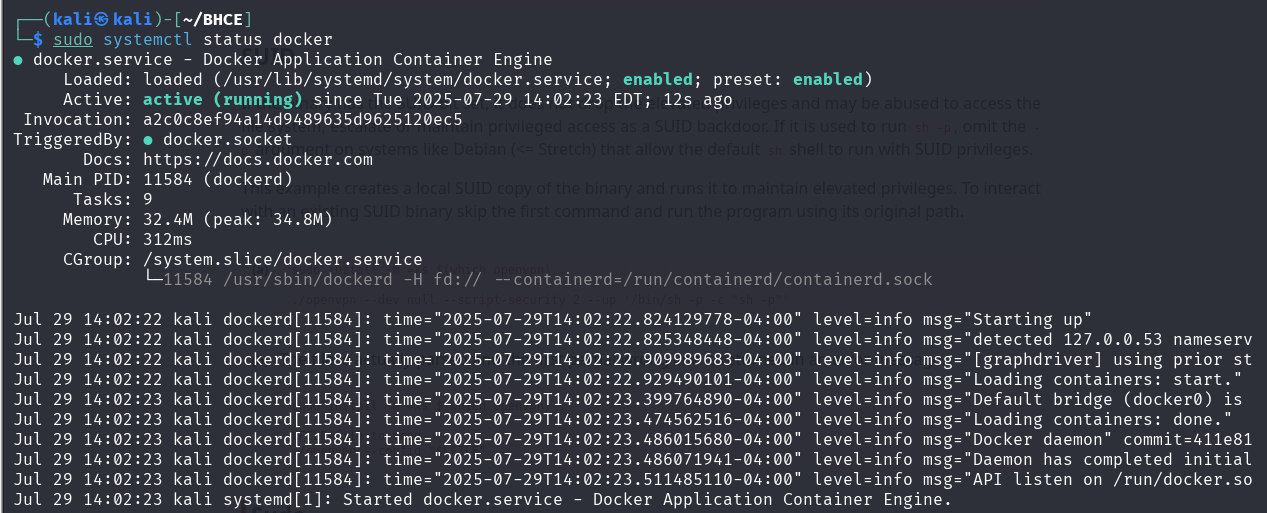 ┌──(kali㉿kali)-[~/BHCE]
└─$ sudo systemctl status docker
● docker.service - Docker Application Container Engine
Loaded: loaded (/usr/lib/systemd/system/docker.service; enabled; preset: enabled)
Active: active (running) since Tue 2025-07-29 14:02:23 EDT; 12s ago
Invocation: a2c0c8ef94a14d9489635d9625120ec5
TriggeredBy: ● docker.socket
Docs: https://docs.docker.com
Main PID: 11584 (dockerd)
Tasks: 9
Memory: 32.4M (peak: 34.8M)
CPU: 312ms
CGroup: /system.slice/docker.service
└─11584 /usr/sbin/dockerd -H fd:// --containerd=/run/containerd/containerd.sock
Jul 29 14:02:22 kali dockerd[11584]: time="2025-07-29T14:02:22.824129778-04:00" level=info msg="Starting up"
Jul 29 14:02:22 kali dockerd[11584]: time="2025-07-29T14:02:22.825348448-04:00" level=info msg="detected 127.0.0.53 nameserv
Jul 29 14:02:22 kali dockerd[11584]: time="2025-07-29T14:02:22.909989683-04:00" level=info msg="[graphdriver] using prior st
Jul 29 14:02:22 kali dockerd[11584]: time="2025-07-29T14:02:22.929490101-04:00" level=info msg="Loading containers: start."
Jul 29 14:02:23 kali dockerd[11584]: time="2025-07-29T14:02:23.399764890-04:00" level=info msg="Default bridge (docker0) is
Jul 29 14:02:23 kali dockerd[11584]: time="2025-07-29T14:02:23.474562516-04:00" level=info msg="Loading containers: done."
Jul 29 14:02:23 kali dockerd[11584]: time="2025-07-29T14:02:23.486015680-04:00" level=info msg="Docker daemon" commit=411e81
Jul 29 14:02:23 kali dockerd[11584]: time="2025-07-29T14:02:23.486071941-04:00" level=info msg="Daemon has completed initial
Jul 29 14:02:23 kali dockerd[11584]: time="2025-07-29T14:02:23.511485110-04:00" level=info msg="API listen on /run/docker.so
Jul 29 14:02:23 kali systemd[1]: Started docker.service - Docker Application Container Engine.